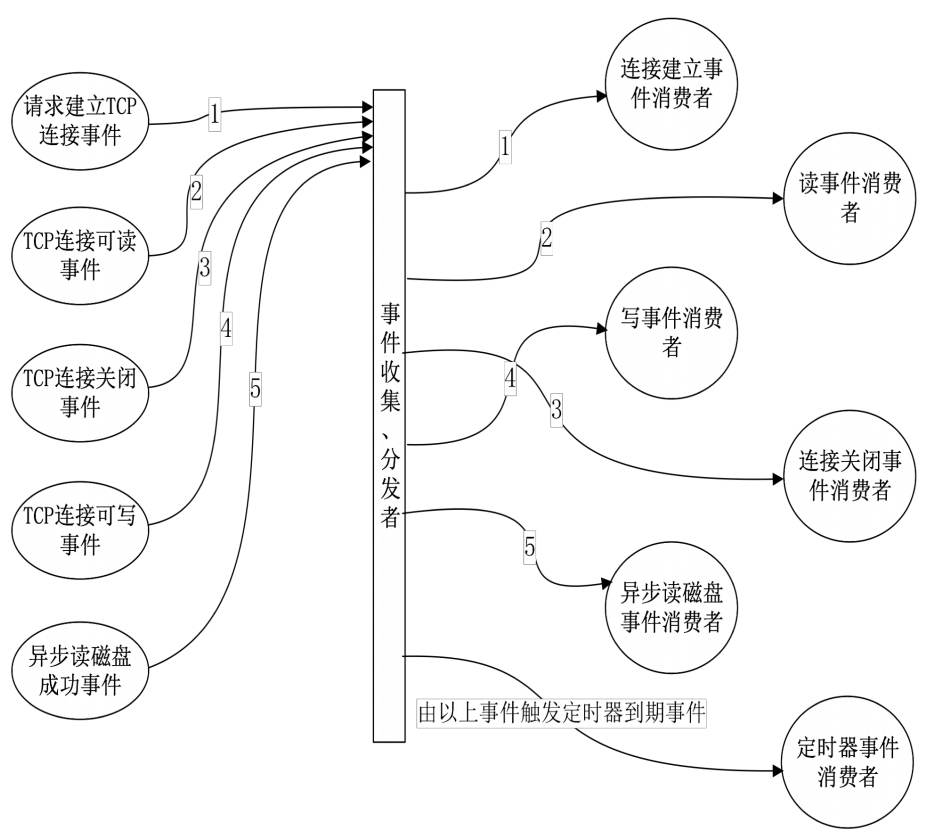 请求建立TCP
连接事件
TCP连接可读
事件
TCP连接关闭
事件
TCP连接可写
事件
异步读磁盘
成功事件
1
2
3
4
5
事件收集、分发者
1
2
4
3
5
由以上事件触发定时器到期事件
连接建立事
件消费者
读事件消费
者
写事件消费
者
连接关闭事
件消费者
异步读磁盘
事件消费者
定时器事件
消费者